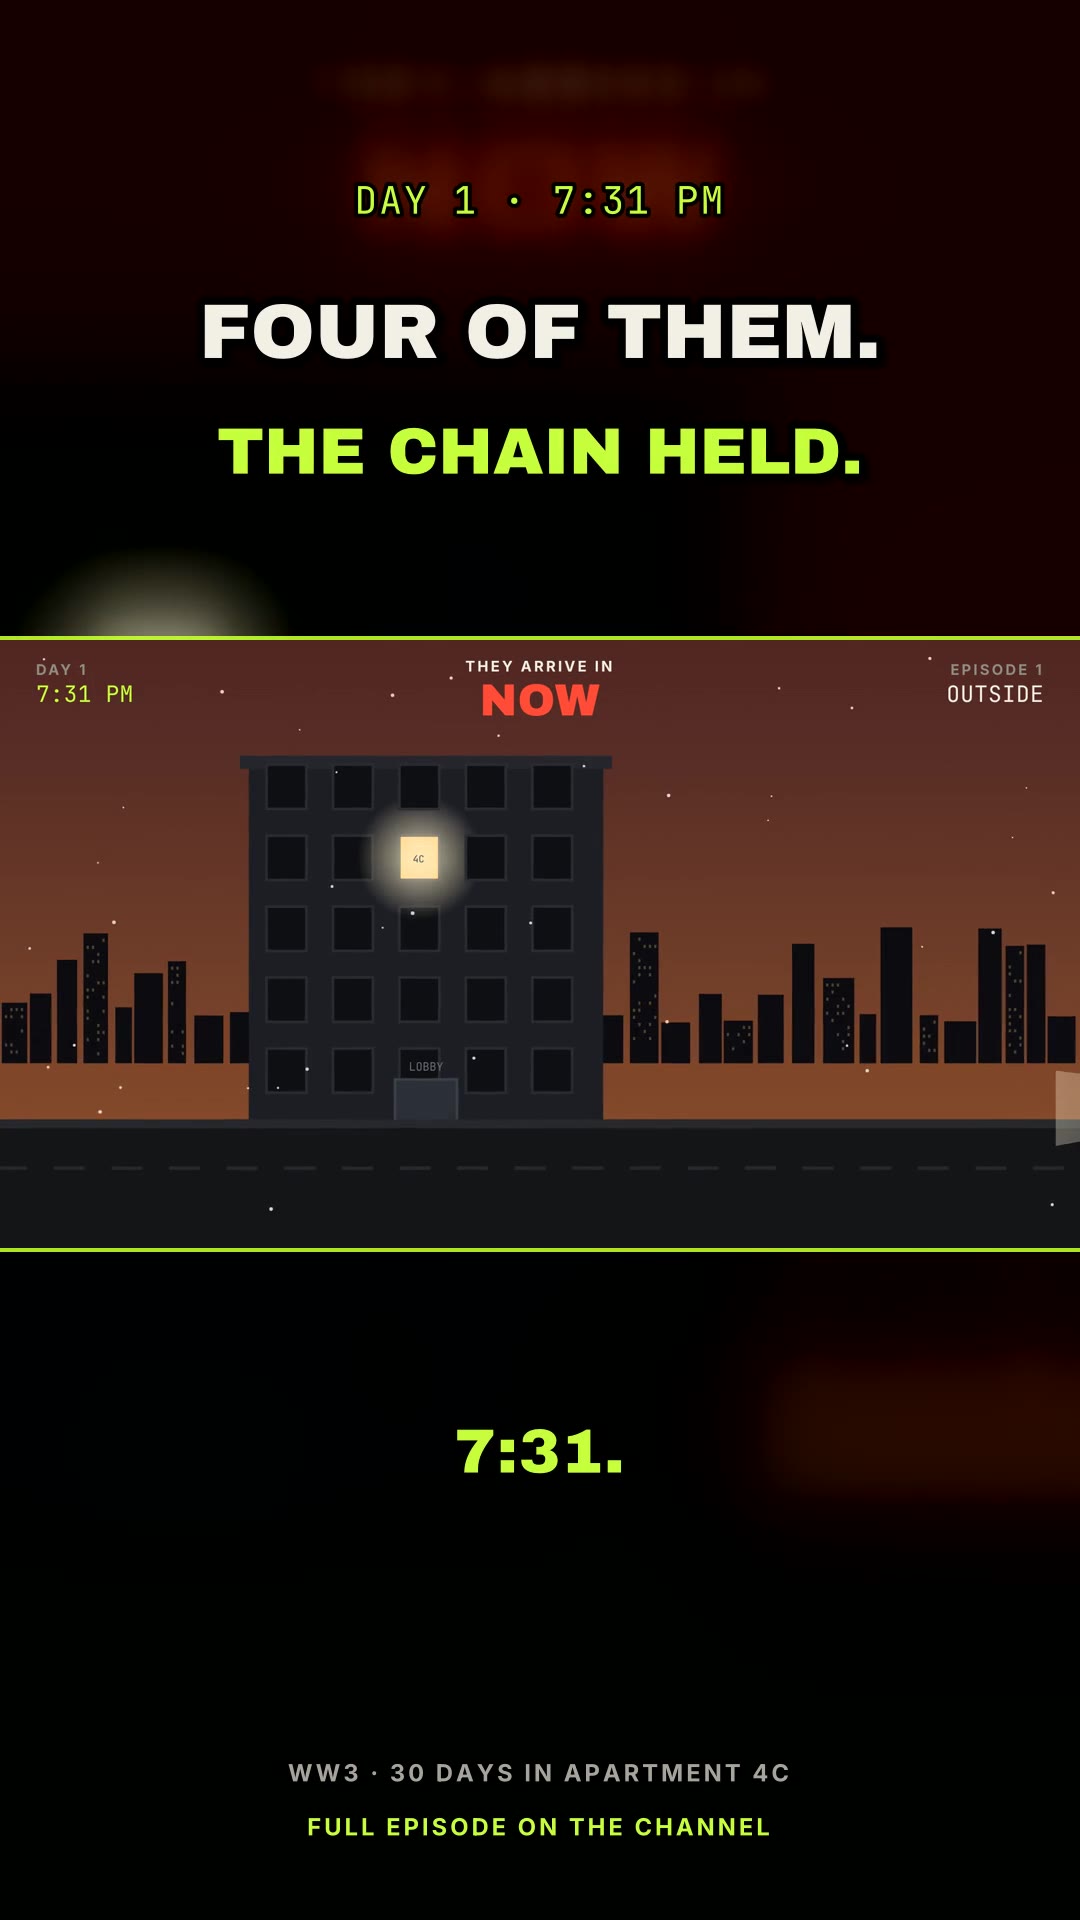 DAY 1 · 7:31 PM
FOUR OF THEM.
THE CHAIN HELD.
DAY 1
7:31 PM
THEY ARRIVE IN
NOW
EPISODE 1
OUTSIDE
4C
LOBBY
7:31.
WW3 · 30 DAYS IN APARTMENT 4C
FULL EPISODE ON THE CHANNEL